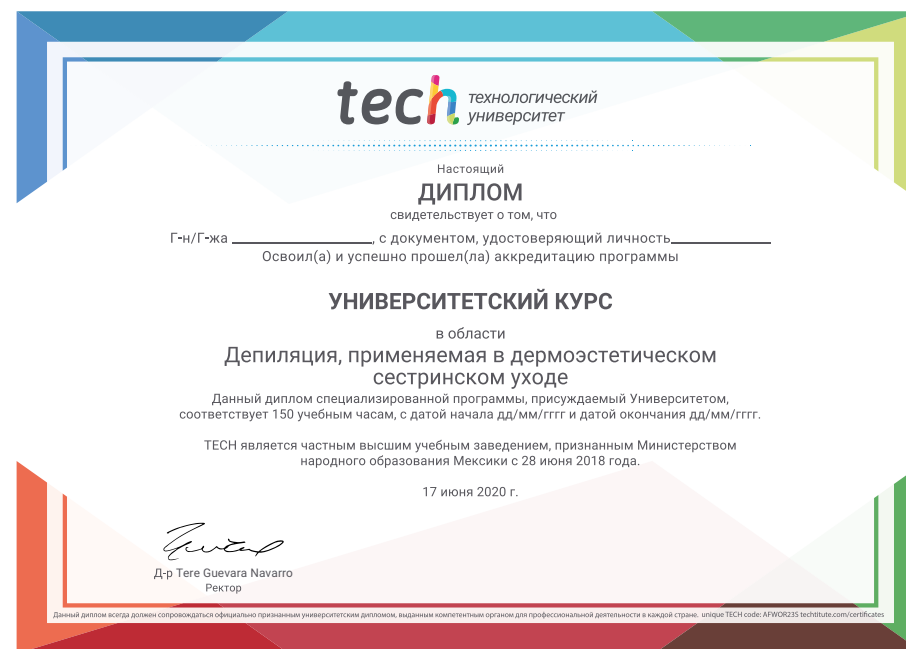 tech технологический
университет
Настоящий
ДИПЛОМ
свидетельствует о том, что
Г-н/Г-жа ____________, с документом, удостоверяющий личность____________
Освоил(а) и успешно прошел(ла) аккредитацию программы
УНИВЕРСИТЕТСКИЙ КУРС
в области
Депиляция, применяемая в дермоэстетическом
сестринском уходе
Данный диплом специализированной программы, присуждаемый Университетом,
соответствует 150 учебным часам, с датой начала дд/мм/гггг и датой окончания дд/мм/гггг.
TECH является частным высшим учебным заведением, признанным Министерством
народного образования Мексики с 28 июня 2018 года.
17 июня 2020 г.
Д-р Tere Guevara Navarro
Ректор
Данный диплом всегда должен сопровождаться официально признанным университетским дипломом, выданным компетентным органом для профессиональной деятельности в каждой стране. unique TECH code: AFWOR235 techtitute.com/certificates